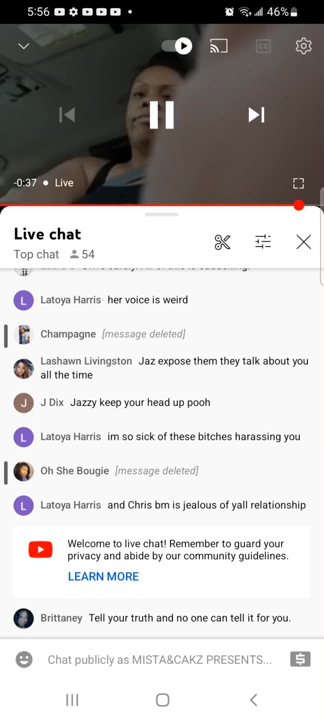 5:56
46%
CC
-0:37 • Live
Live chat
Top chat 54
L Latoya Harris her voice is weird
Champagne [message deleted]
Lashawn Livingston Jaz expose them they talk about you
all the time
J J Dix Jazzy keep your head up pooh
L Latoya Harris im so sick of these bitches harassing you
Oh She Bougie [message deleted]
L Latoya Harris and Chris bm is jealous of yall relationship
Welcome to live chat! Remember to guard your
privacy and abide by our community guidelines.
LEARN MORE
Brittaney Tell your truth and no one can tell it for you.
Chat publicly as MISTA&CAKZ PRESENTS...